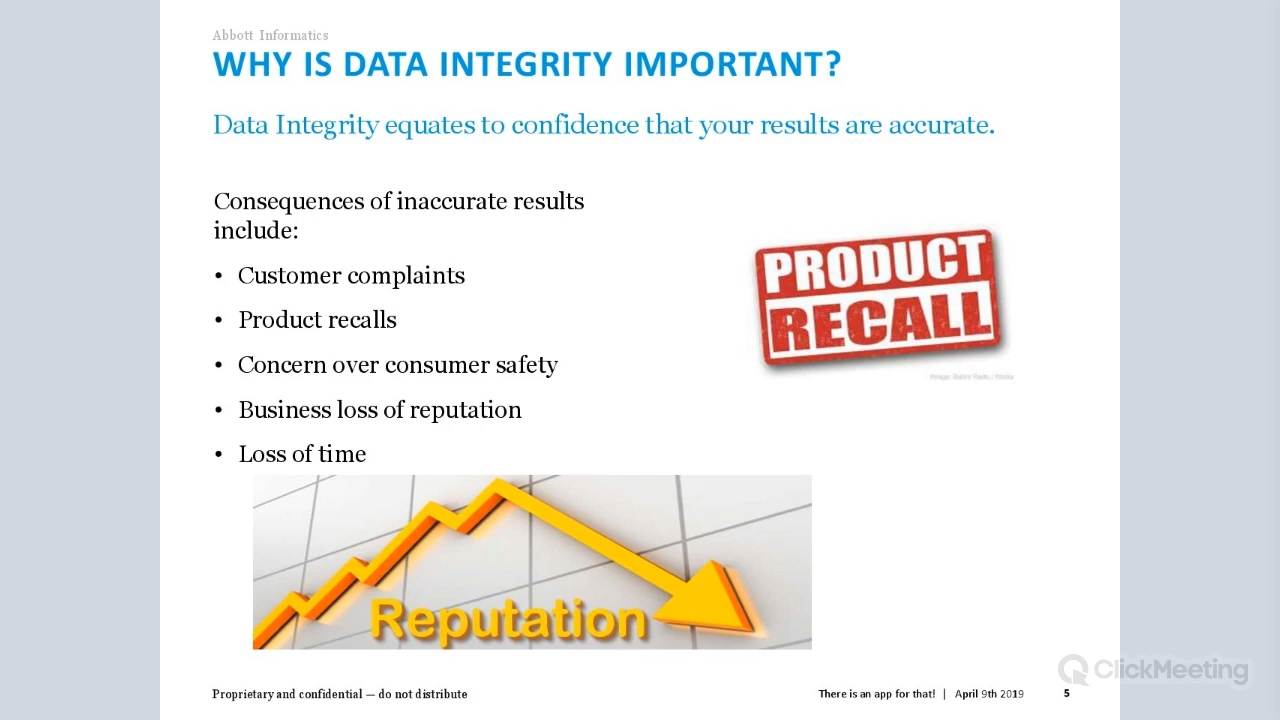 Abbott Informatics
WHY IS DATA INTEGRITY IMPORTANT?
Data Integrity equates to confidence that your results are accurate.
Consequences of inaccurate results
include:
• Customer complaints
• Product recalls
• Concern over consumer safety
• Business loss of reputation
• Loss of time
PRODUCT
RECALL
Reputation
Proprietary and confidential — do not distribute
There is an app for that! | April 9th 2019 5
ClickMeeting